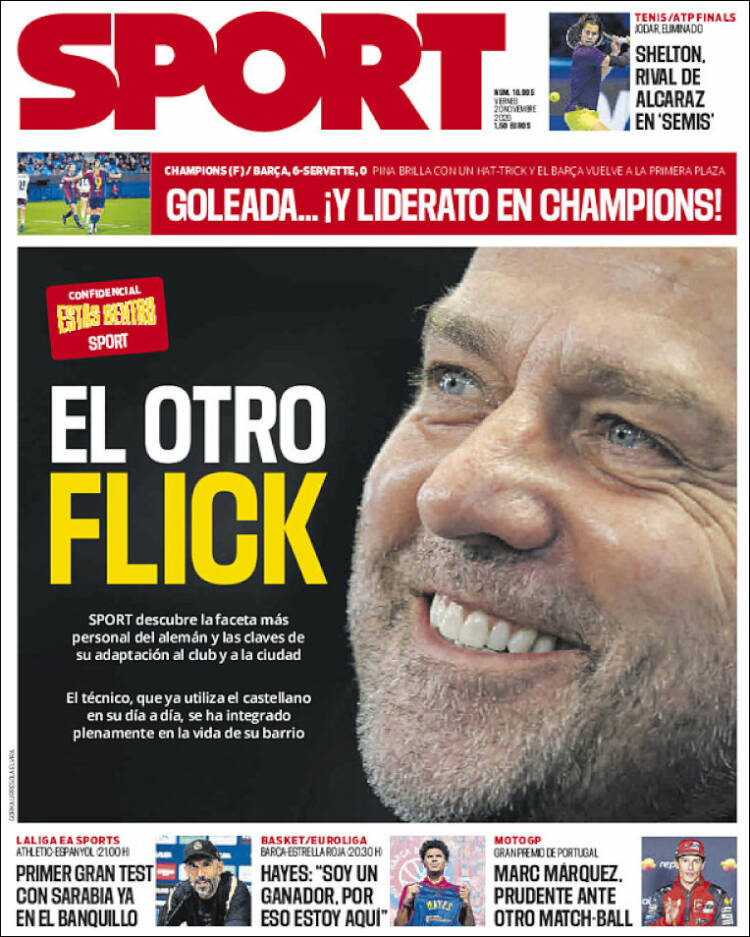 SPORT
NÚM. 16.995
VIERNES
20 NOVIEMBRE
2026
1,50 EUROS
TENIS/ATP FINALS
JÓDAR, ELIMINADO
SHELTON,
RIVAL DE
ALCARAZ
EN 'SEMIS'
CHAMPIONS (F) / BARÇA, 6-SERVETTE, 0 PINA BRILLA CON UN HAT-TRICK Y EL BARÇA VUELVE A LA PRIMERA PLAZA
GOLEADA... ¡Y LIDERATO EN CHAMPIONS!
CONFIDENCIAL
ESTÁS DENTRO
SPORT
EL OTRO
FLICK
SPORT descubre la faceta más
personal del alemán y las claves de
su adaptación al club y a la ciudad
El técnico, que ya utiliza el castellano
en su día a día, se ha integrado
plenamente en la vida de su barrio
LALIGA EA SPORTS
ATHLETIC-ESPANYOL (21.00 H)
PRIMER GRAN TEST
CON SARABIA YA
EN EL BANQUILLO
BASKET/EUROLIGA
BARÇA-ESTRELLA ROJA (20.30 H)
HAYES: “SOY UN
GANADOR, POR
ESO ESTOY AQUÍ”
HAYES
MOTOGP
GRAN PREMIO DE PORTUGAL
MARC MÁRQUEZ,
PRUDENTE ANTE
OTRO MATCH-BALL